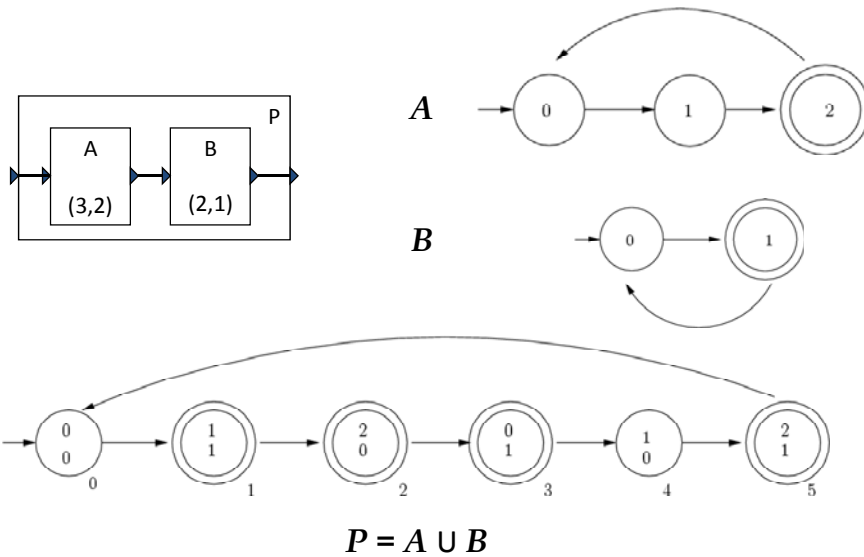 P
A B
(3,2) (2,1)
A
0 1 2
B
0 1
0 1 2 0 1 2
0 1 0 1 0 1
0 1 2 3 4 5
P = A ∪ B